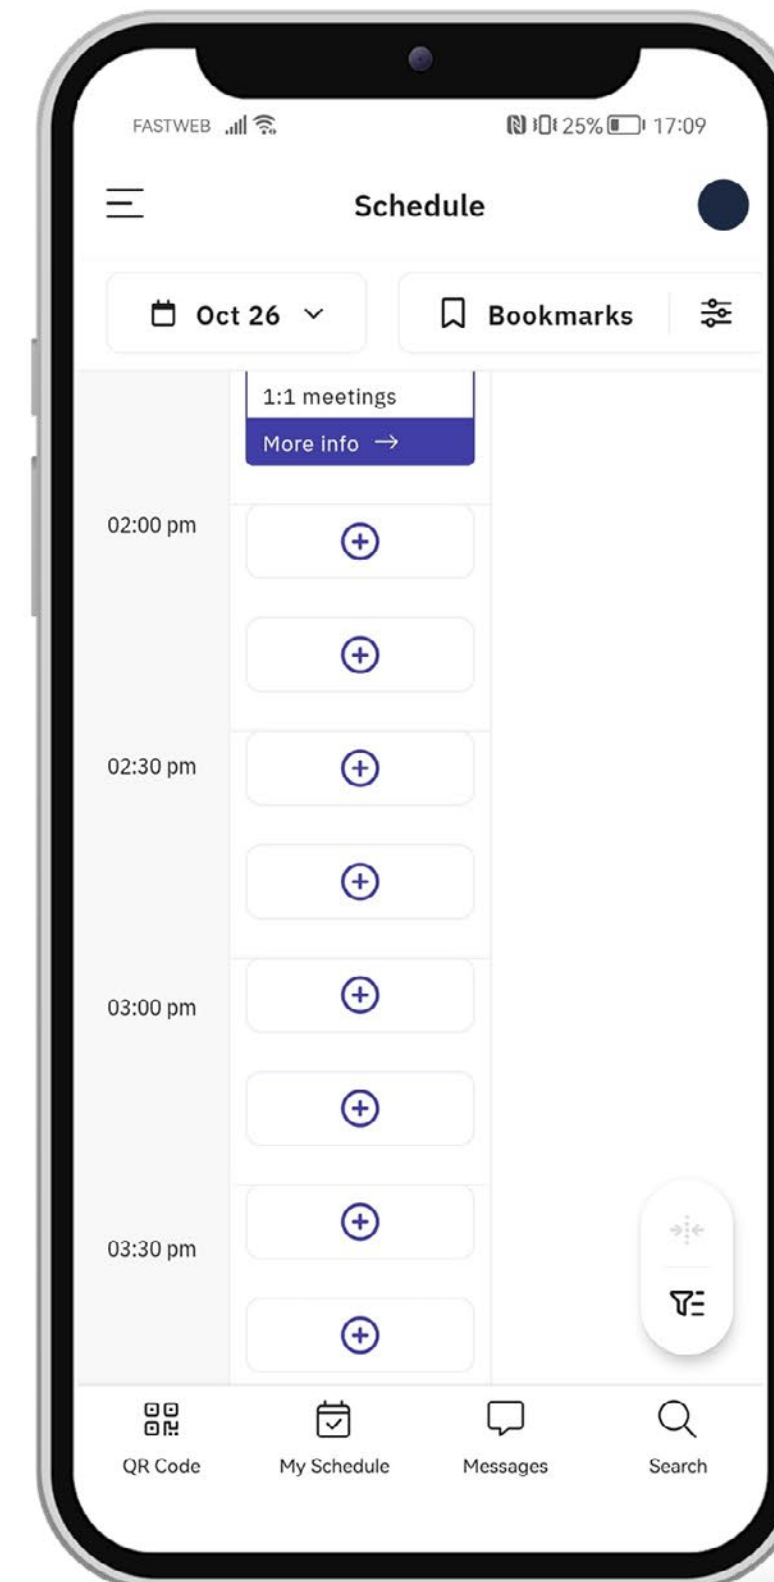 FASTWEB 25% 17:09
Schedule
Oct 26 Bookmarks
1:1 meetings
More info →
02:00 pm
02:30 pm
03:00 pm
03:30 pm
QR Code My Schedule Messages Search